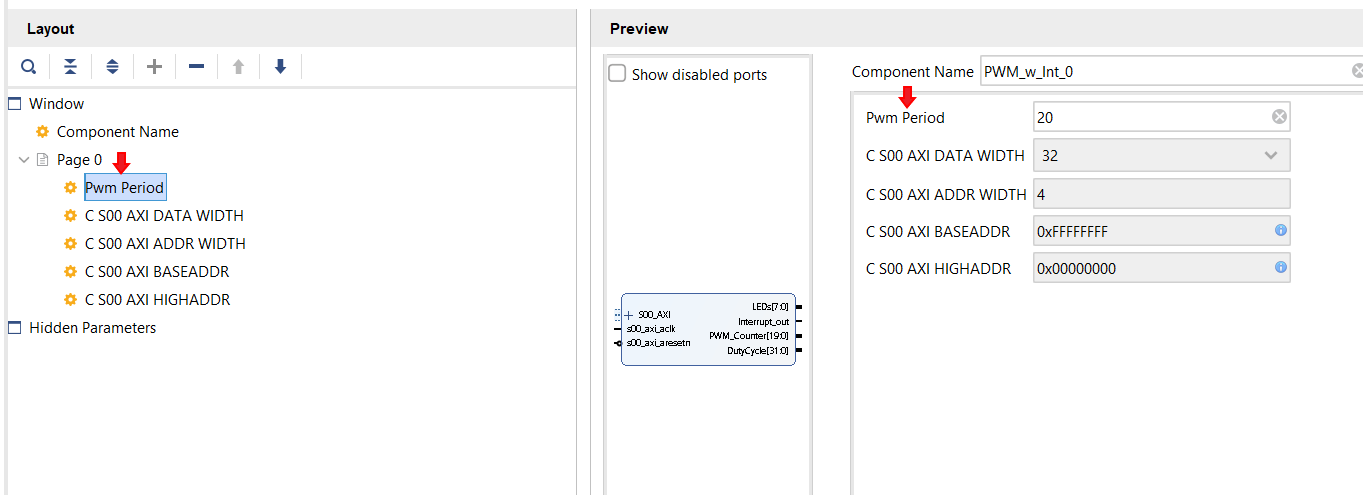 Layout
Window
Component Name
Page 0
Pwm Period
C S00 AXI DATA WIDTH
C S00 AXI ADDR WIDTH
C S00 AXI BASEADDR
C S00 AXI HIGHADDR
Hidden Parameters
Preview
Show disabled ports
S00_AXI
s00_axi_aclk
s00_axi_aresetn
LEDs[7:0]
Interrupt_out
PWM_Counter[19:0]
DutyCycle[31:0]
Component Name PWM_w_Int_0
Pwm Period 20
C S00 AXI DATA WIDTH 32
C S00 AXI ADDR WIDTH 4
C S00 AXI BASEADDR 0xFFFFFFFF
C S00 AXI HIGHADDR 0x00000000